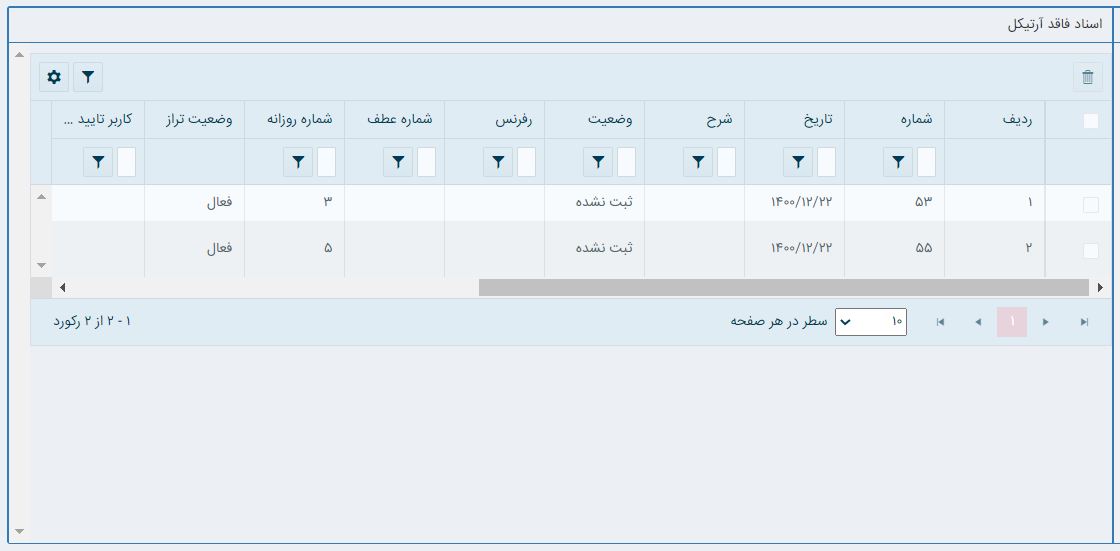 اسناد فاقد آرتیکل
ردیف شماره تاریخ شرح وضعیت رفرنس شماره عطف شماره روزانه وضعیت تراز کاربر تایید ...
۱ ۵۳ ۱۴۰۰/۱۲/۲۲ ثبت نشده ۳ فعال
۲ ۵۵ ۱۴۰۰/۱۲/۲۲ ثبت نشده ۵ فعال
۱ ۱۰ سطر در هر صفحه ۱ - ۲ از ۲ رکورد